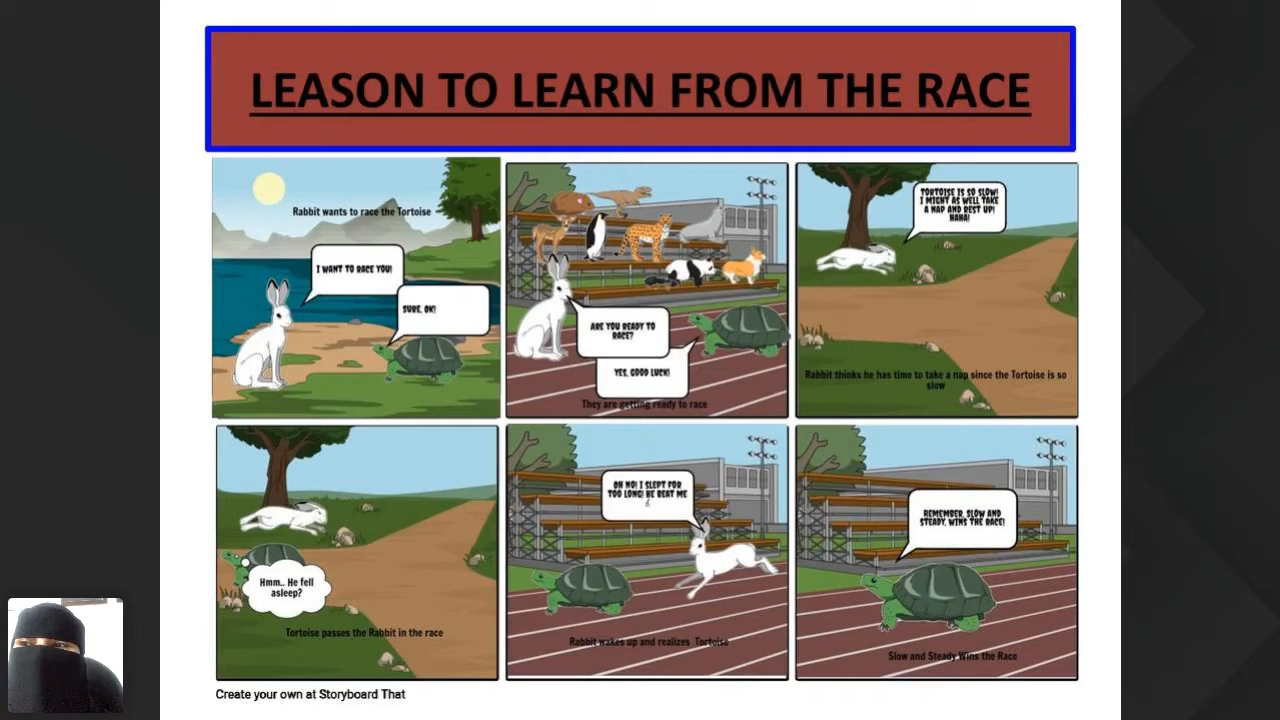 LEASON TO LEARN FROM THE RACE
Rabbit wants to race the Tortoise
I WANT TO RACE YOU!
SURE, OK!
ARE YOU READY TO
RACE?
YES, GOOD LUCK!
They are getting ready to race
TORTOISE IS SO SLOW!
I MIGHT AS WELL TAKE
A NAP AND REST UP!
HAHA!
Rabbit thinks he has time to take a nap since the Tortoise is so
slow
Hmm.. He fell
asleep?
Tortoise passes the Rabbit in the race
OH NO! I SLEPT FOR
TOO LONG! HE BEAT ME
Rabbit wakes up and realizes Tortoise
REMEMBER, SLOW AND
STEADY, WINS THE RACE!
Slow and Steady Wins the Race
Create your own at Storyboard That